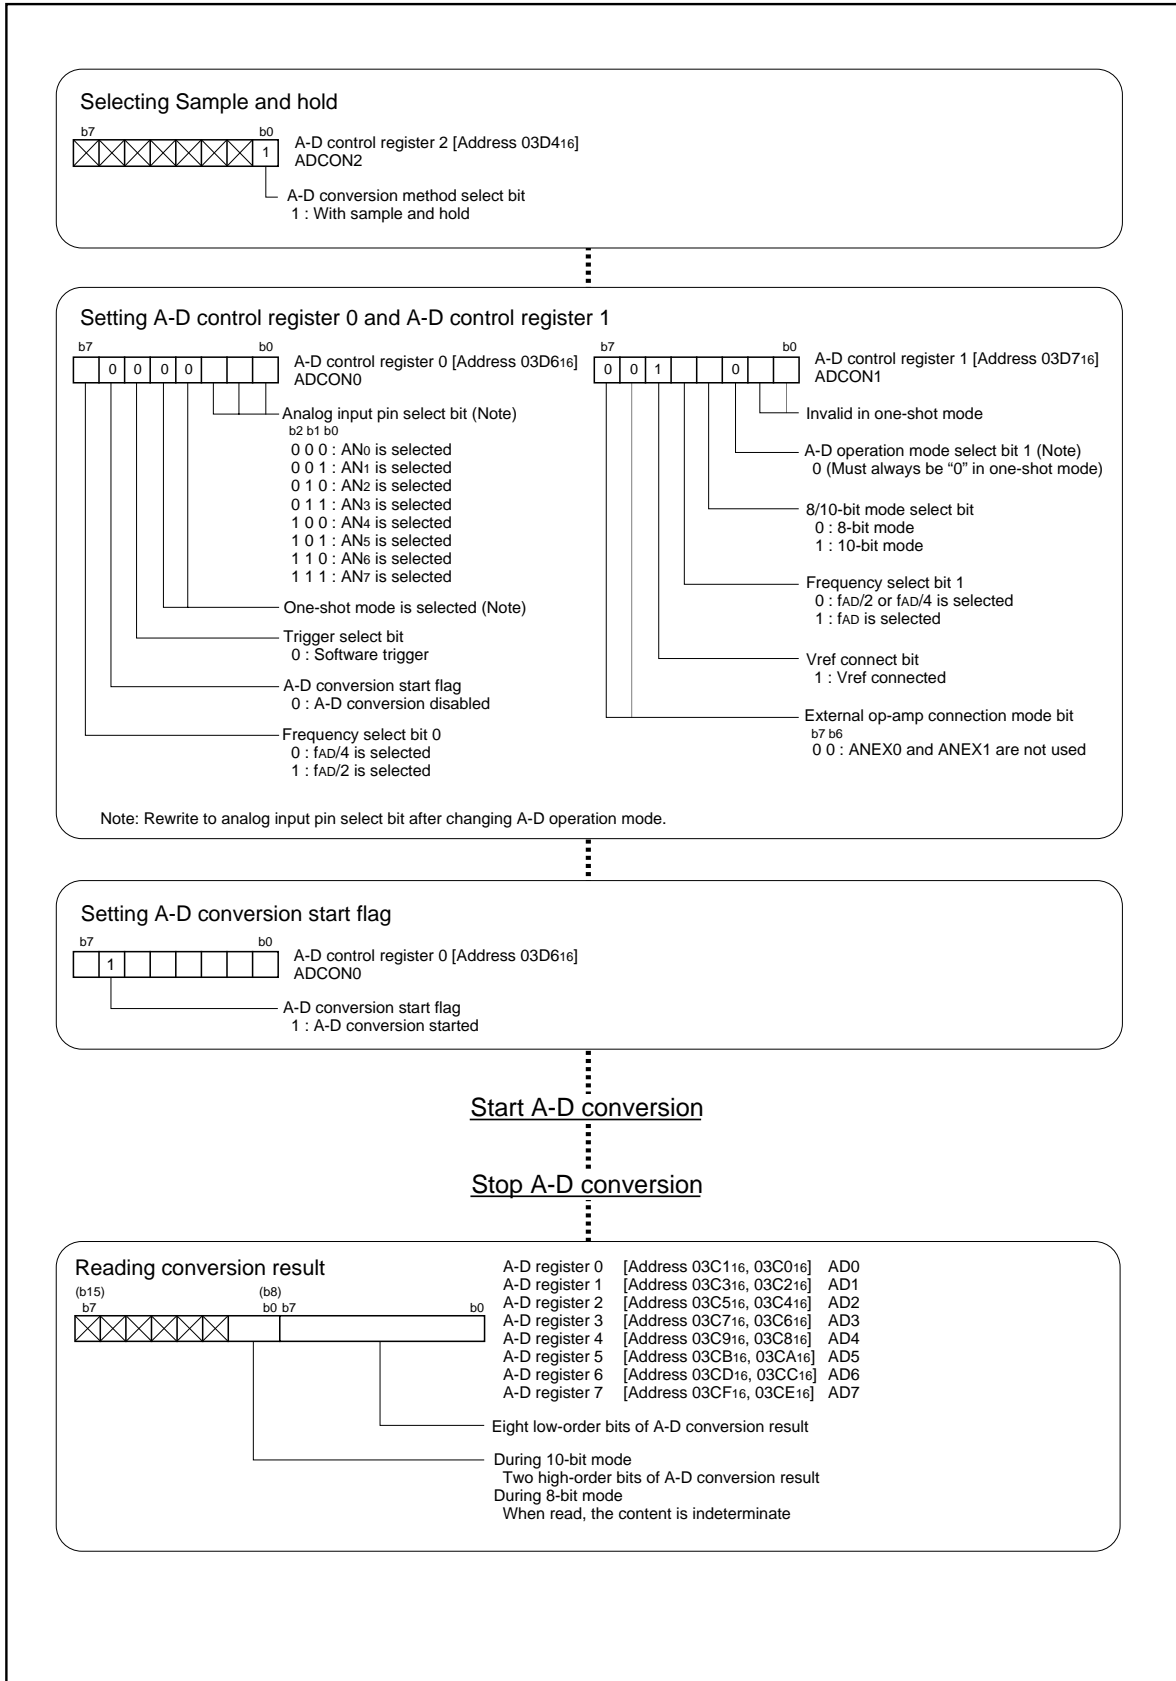 Selecting Sample and hold
b7 b0
1
A-D control register 2 [Address 03D416]
ADCON2
A-D conversion method select bit
1 : With sample and hold
Setting A-D control register 0 and A-D control register 1
b7 b0
0 0 0 0
A-D control register 0 [Address 03D616]
ADCON0
Analog input pin select bit (Note)
b2 b1 b0
0 0 0 : AN0 is selected
0 0 1 : AN1 is selected
0 1 0 : AN2 is selected
0 1 1 : AN3 is selected
1 0 0 : AN4 is selected
1 0 1 : AN5 is selected
1 1 0 : AN6 is selected
1 1 1 : AN7 is selected
One-shot mode is selected (Note)
Trigger select bit
0 : Software trigger
A-D conversion start flag
0 : A-D conversion disabled
Frequency select bit 0
0 : fAD/4 is selected
1 : fAD/2 is selected
b7 b0
0 0 1 0
A-D control register 1 [Address 03D716]
ADCON1
Invalid in one-shot mode
A-D operation mode select bit 1 (Note)
0 (Must always be “0” in one-shot mode)
8/10-bit mode select bit
0 : 8-bit mode
1 : 10-bit mode
Frequency select bit 1
0 : fAD/2 or fAD/4 is selected
1 : fAD is selected
Vref connect bit
1 : Vref connected
External op-amp connection mode bit
b7 b6
0 0 : ANEX0 and ANEX1 are not used
Note: Rewrite to analog input pin select bit after changing A-D operation mode.
Setting A-D conversion start flag
b7 b0
1
A-D control register 0 [Address 03D616]
ADCON0
A-D conversion start flag
1 : A-D conversion started
Start A-D conversion
Stop A-D conversion
Reading conversion result
(b15) (b8)
b7 b0 b7 b0
A-D register 0 [Address 03C116, 03C016] AD0
A-D register 1 [Address 03C316, 03C216] AD1
A-D register 2 [Address 03C516, 03C416] AD2
A-D register 3 [Address 03C716, 03C616] AD3
A-D register 4 [Address 03C916, 03C816] AD4
A-D register 5 [Address 03CB16, 03CA16] AD5
A-D register 6 [Address 03CD16, 03CC16] AD6
A-D register 7 [Address 03CF16, 03CE16] AD7
Eight low-order bits of A-D conversion result
During 10-bit mode
Two high-order bits of A-D conversion result
During 8-bit mode
When read, the content is indeterminate